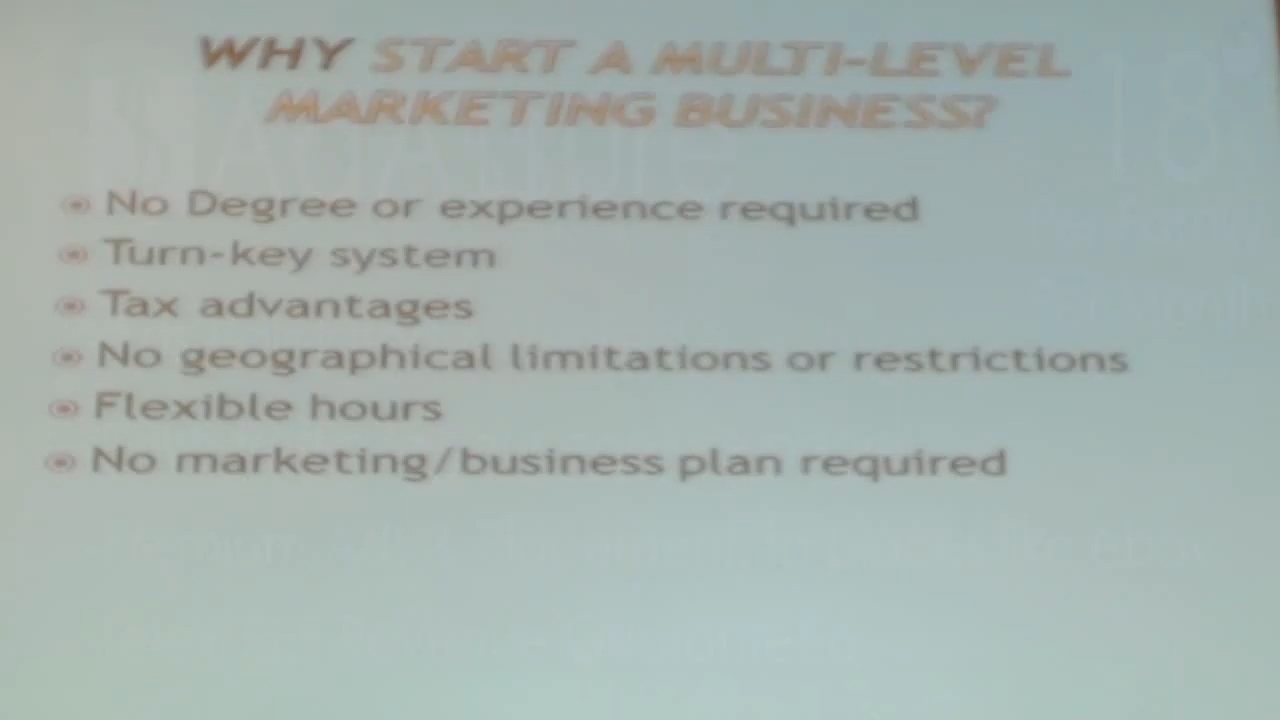 WHY START A MULTI-LEVEL
MARKETING BUSINESS?
No Degree or experience required
Turn-key system
Tax advantages
No geographical limitations or restrictions
Flexible hours
No marketing/business plan required